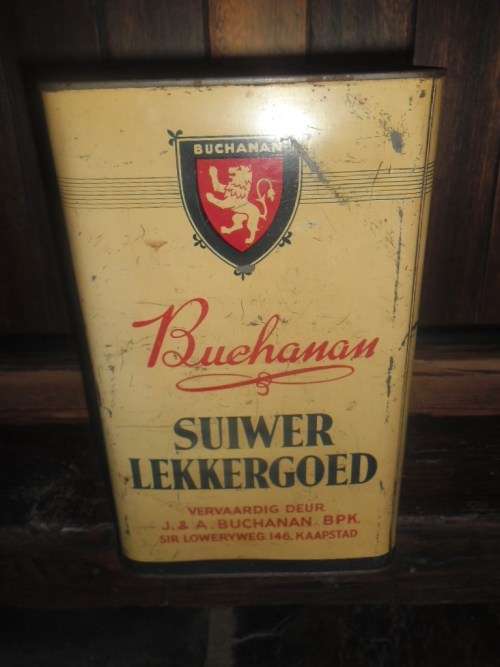 BUCHANAN
Buchanan
SUIWER
LEKKERGOED
VERVAARDIG DEUR
J. & A. BUCHANAN. BPK.
SIR LOWERYWEG. 146. KAAPSTAD